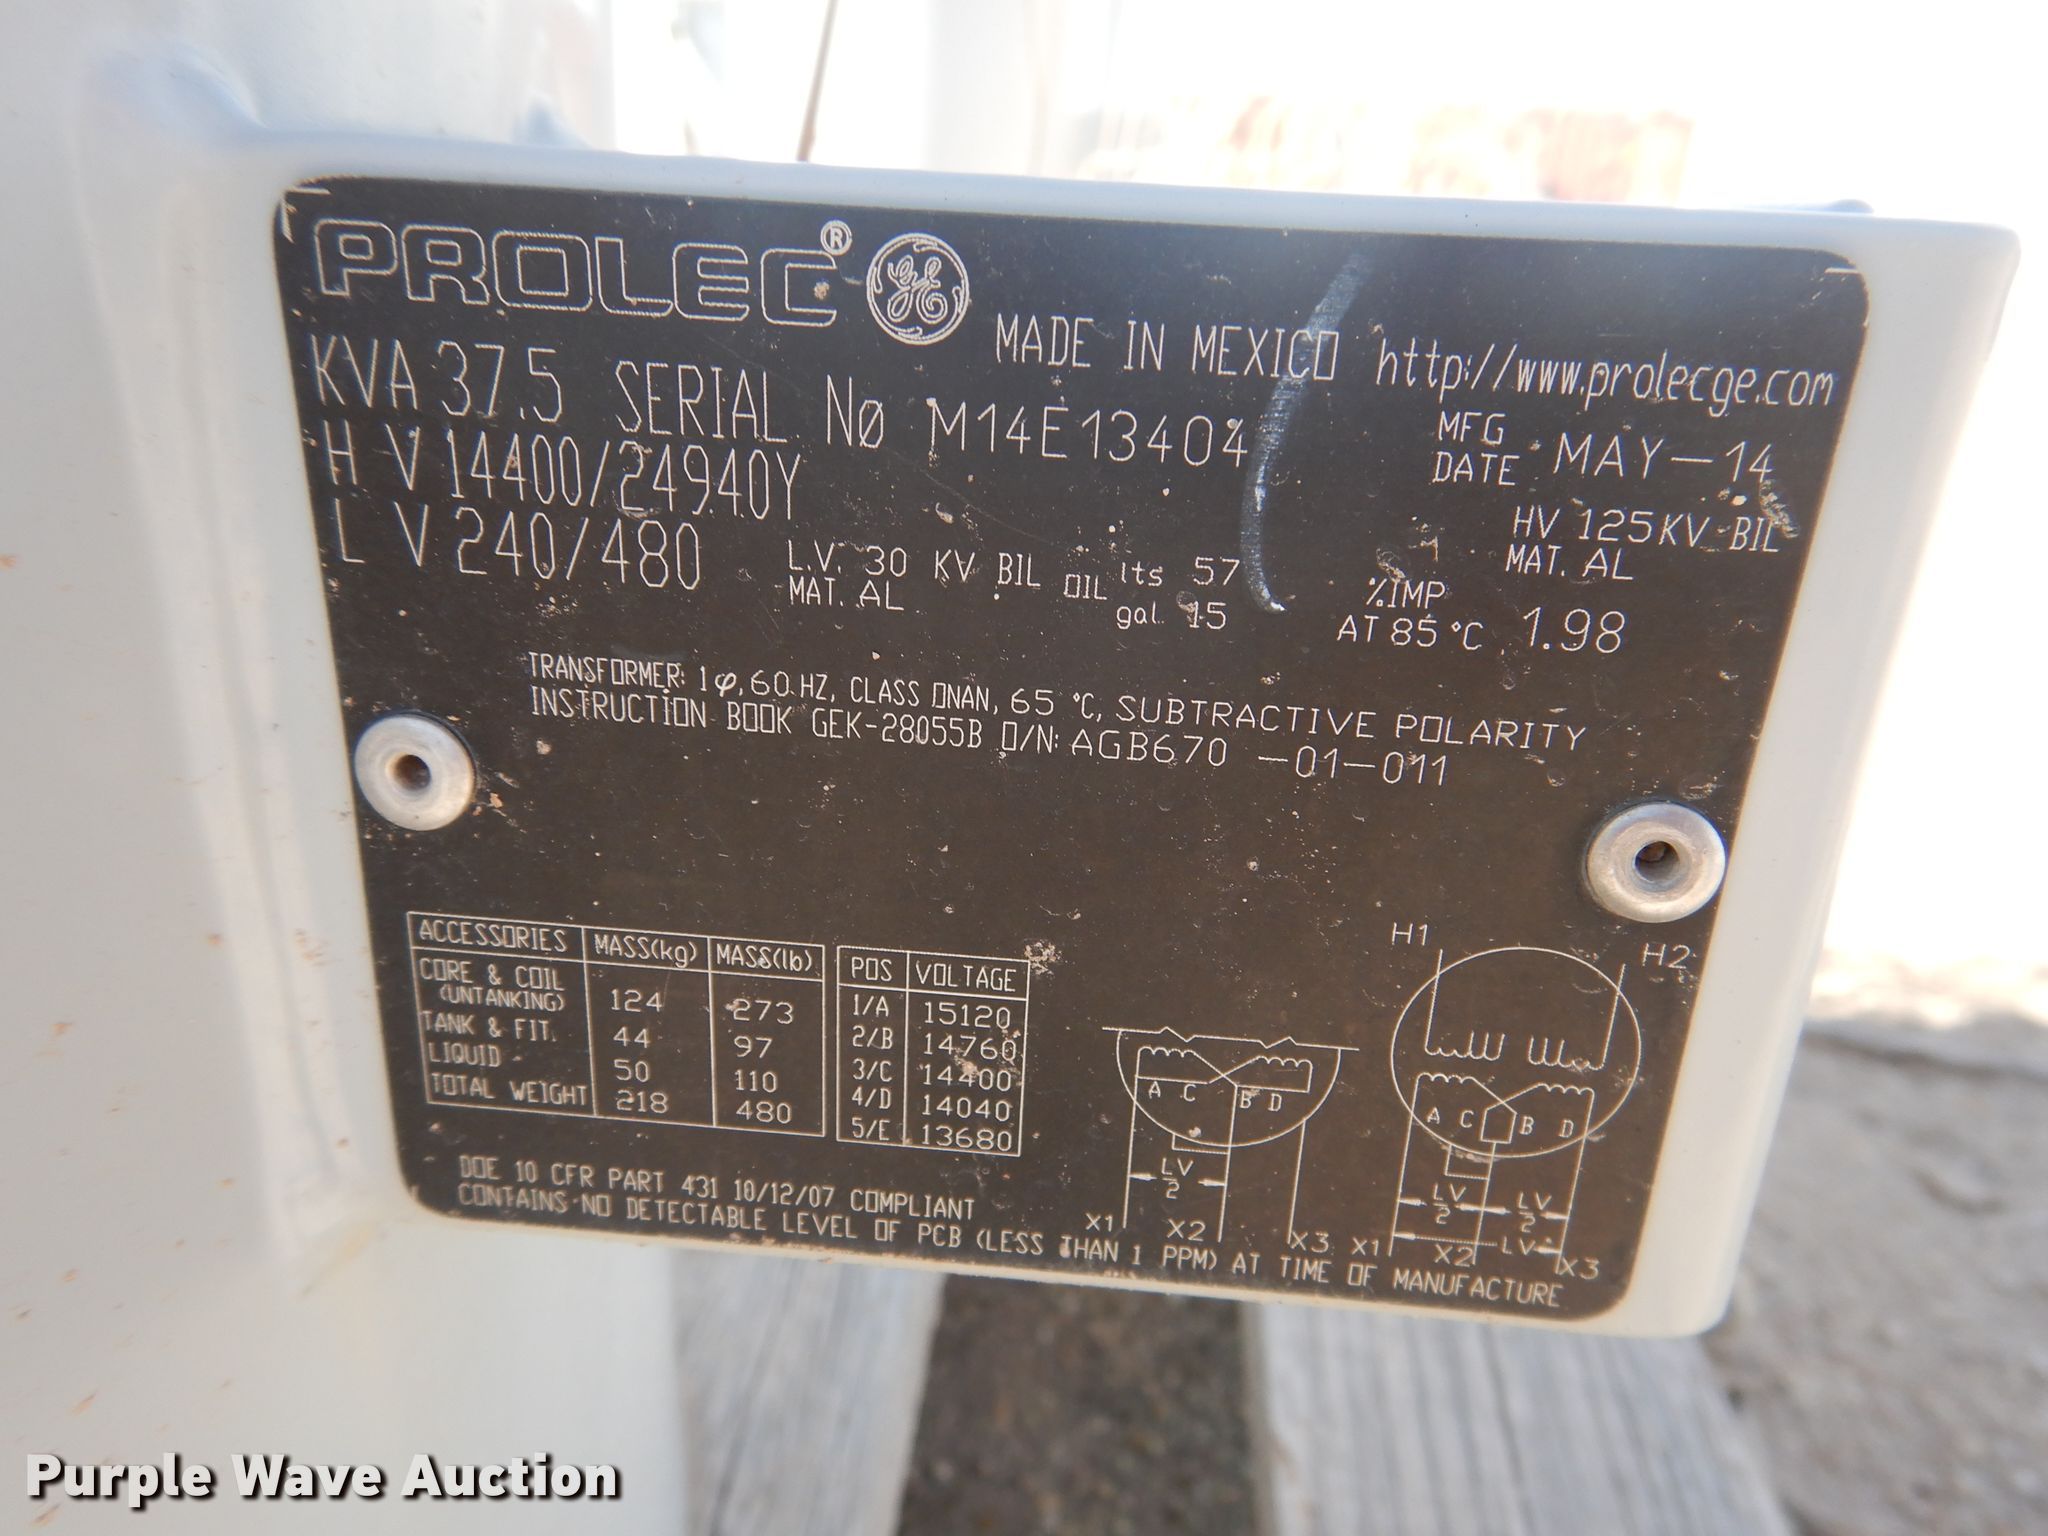 PROLEC® GE
MADE IN MEXICO http://www.prolecge.com
KVA 37.5 SERIAL Nø M14E13404
MFG DATE MAY-14
H V 14400/24940Y
L V 240/480
L.V. 30 KV BIL
MAT. AL
OIL lts 57
gal. 15
%IMP
AT 85 °C 1.98
HV 125KV BIL
MAT. AL
TRANSFORMER: 1φ, 60 HZ, CLASS ONAN, 65 °C, SUBTRACTIVE POLARITY
INSTRUCTION BOOK GEK-28055B O/N: AGB670 -01-011
ACCESSORIES MASS(kg) MASS(lb)
CORE & COIL (UNTANKING) 124 273
TANK & FIT. 44 97
LIQUID 50 110
TOTAL WEIGHT 218 480
POS VOLTAGE
1/A 15120
2/B 14760
3/C 14400
4/D 14040
5/E 13680
A C B D
LV/2
X1 X2 X3
H1 H2
A C B D
LV/2 LV/2
LV
X1 X2 X3
DOE 10 CFR PART 431 10/12/07 COMPLIANT
CONTAINS NO DETECTABLE LEVEL OF PCB (LESS THAN 1 PPM) AT TIME OF MANUFACTURE
Purple Wave Auction